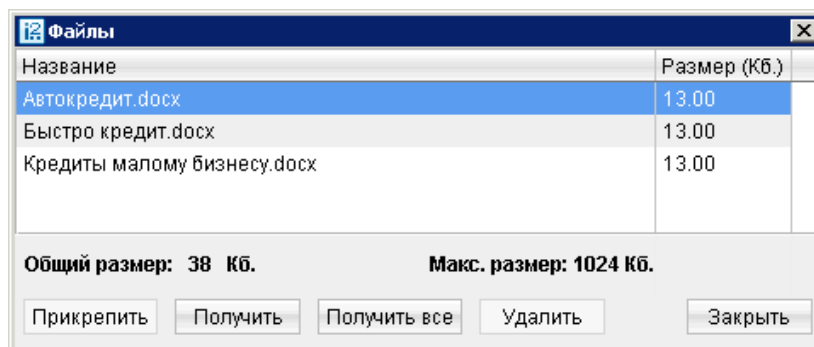 Файлы
Название Размер (Кб.)
Автокредит.docx 13.00
Быстро кредит.docx 13.00
Кредиты малому бизнесу.docx 13.00
Общий размер: 38 Кб. Макс. размер: 1024 Кб.
Прикрепить Получить Получить все Удалить Закрыть